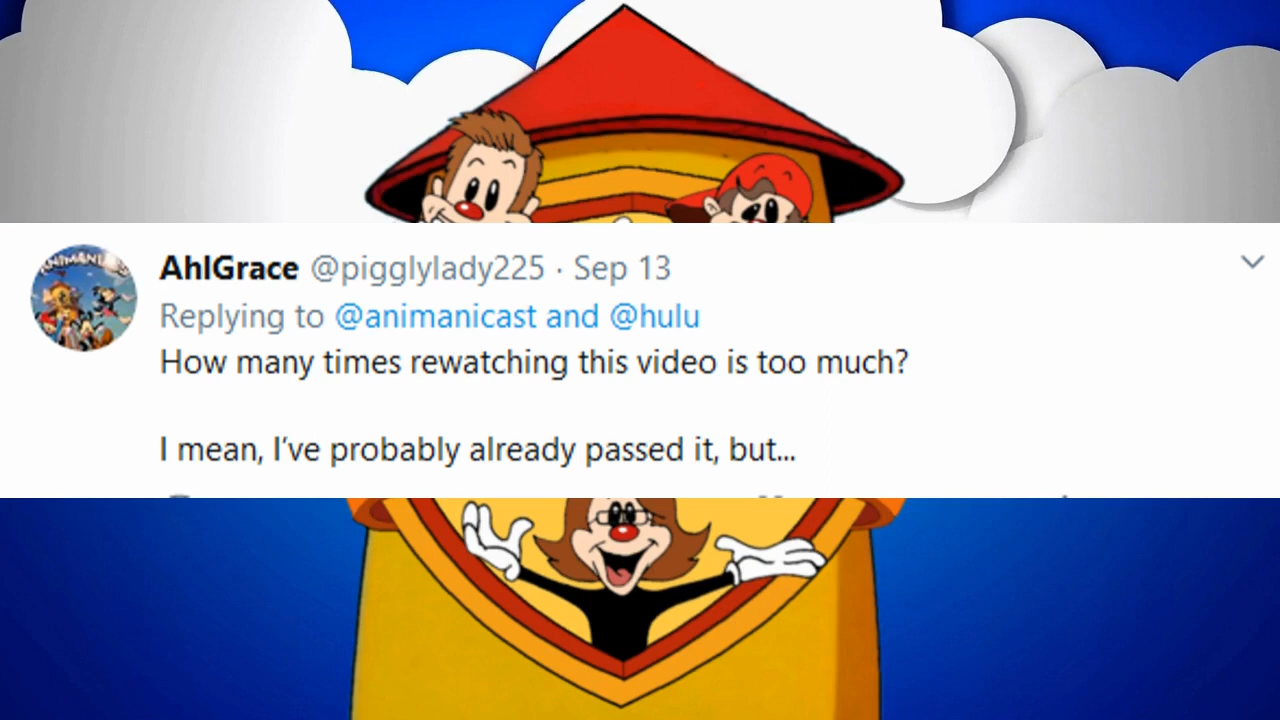 ANIMANIACS
AhlGrace @pigglylady225 · Sep 13
Replying to @animanicast and @hulu
How many times rewatching this video is too much?
I mean, I've probably already passed it, but...